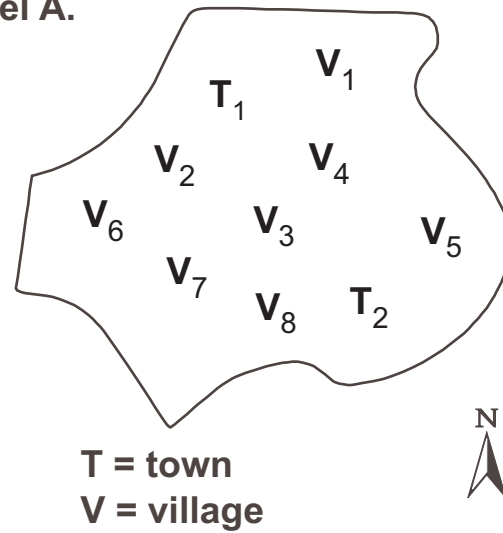 el A.
V1
T1
V2
V4
V6
V3
V5
V7
V8
T2
N
T = town
V = village